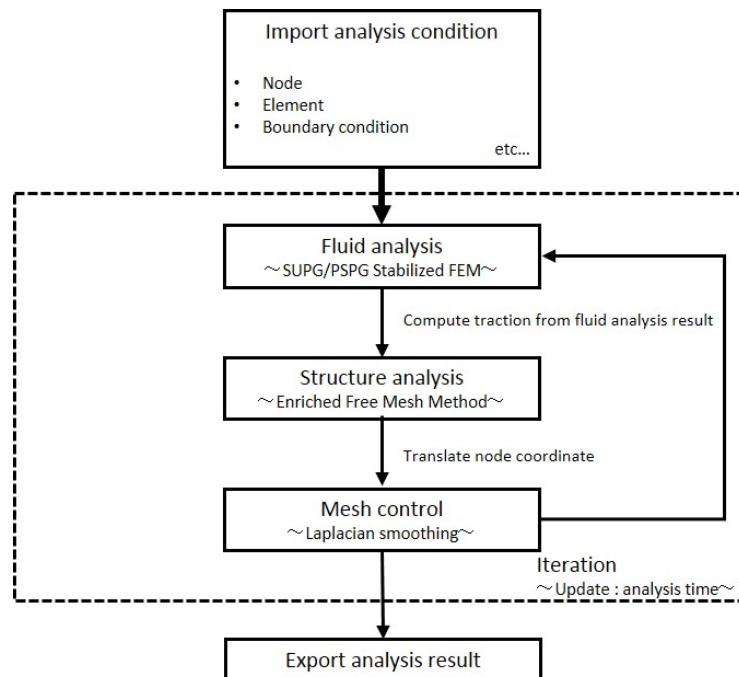 Import analysis condition
• Node
• Element
• Boundary condition
etc...
Fluid analysis
～SUPG/PSPG Stabilized FEM～
Compute traction from fluid analysis result
Structure analysis
～Enriched Free Mesh Method～
Translate node coordinate
Mesh control
～Laplacian smoothing～
Iteration
～Update : analysis time～
Export analysis result